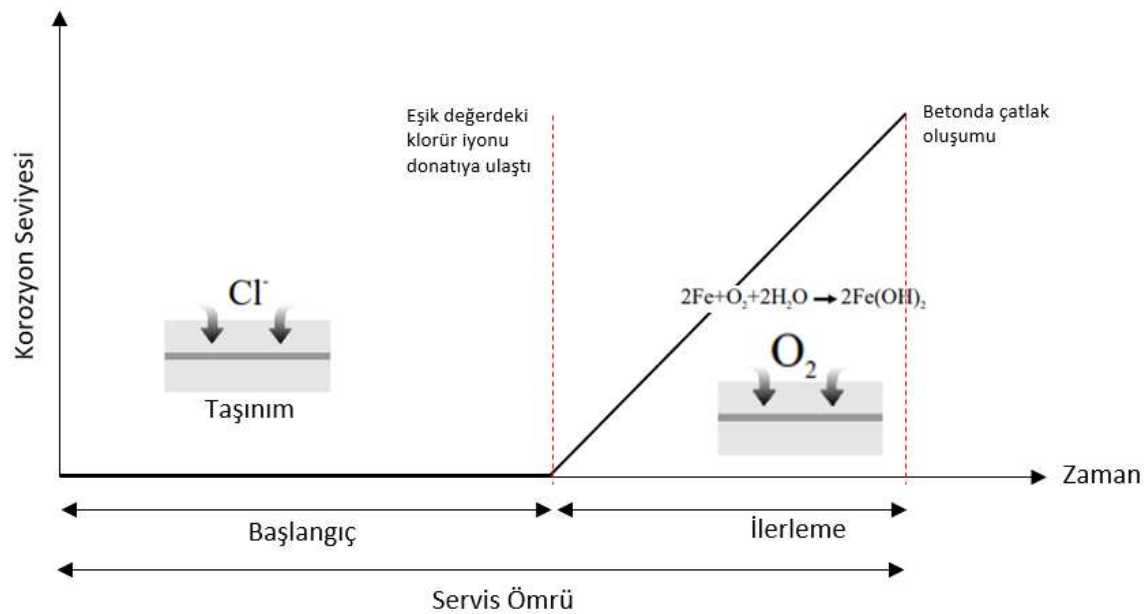 Korozyon Seviyesi
Eşik değerdeki
klorür iyonu
donatıya ulaştı
Betonda çatlak
oluşumu
Cl⁻
Taşınım
2Fe+O₂+2H₂O → 2Fe(OH)₂
O₂
Zaman
Başlangıç
İlerleme
Servis Ömrü